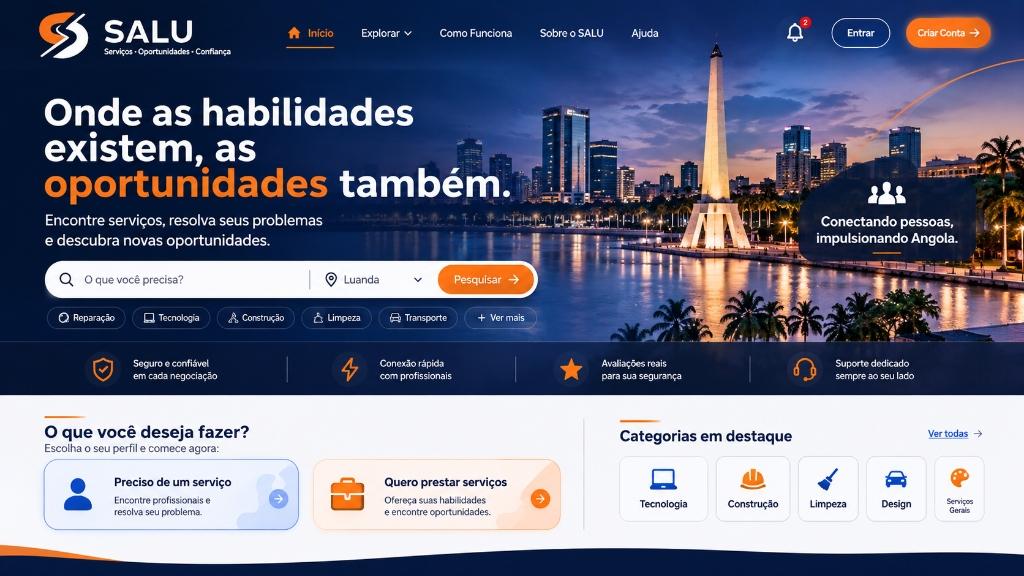 SALU
Serviços • Oportunidades • Confiança
Início
Explorar
Como Funciona
Sobre o SALU
Ajuda
2
Entrar
Criar Conta
Onde as habilidades
existem, as
oportunidades também.
Encontre serviços, resolva seus problemas
e descubra novas oportunidades.
O que você precisa?
Luanda
Pesquisar
Reparação
Tecnologia
Construção
Limpeza
Transporte
+ Ver mais
Conectando pessoas,
impulsionando Angola.
Seguro e confiável
em cada negociação
Conexão rápida
com profissionais
Avaliações reais
para sua segurança
Suporte dedicado
sempre ao seu lado
O que você deseja fazer?
Escolha o seu perfil e comece agora:
Preciso de um serviço
Encontre profissionais e
resolva seu problema.
Quero prestar serviços
Ofereça suas habilidades
e encontre oportunidades.
Categorias em destaque
Ver todas
Tecnologia
Construção
Limpeza
Design
Serviços
Gerais